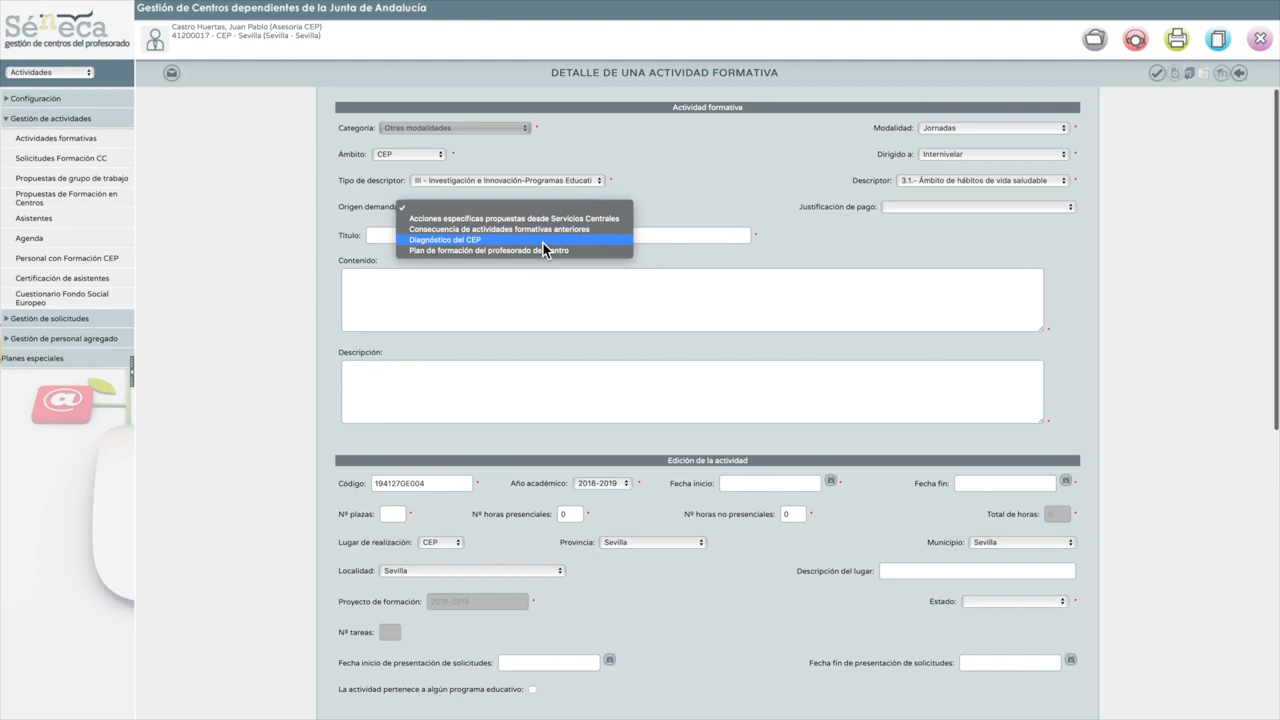 Gestión de Centros dependientes de la Junta de Andalucía
Séneca
gestión de centros del profesorado
Castro Huertas, Juan Pablo (Asesoría CEP)
41200017 - CEP - Sevilla (Sevilla - Sevilla)
Actividades
DETALLE DE UNA ACTIVIDAD FORMATIVA
Configuración
Gestión de actividades
Actividades formativas
Solicitudes Formación CC
Propuestas de grupo de trabajo
Propuestas de Formación en
Centros
Asistentes
Agenda
Personal con Formación CEP
Certificación de asistentes
Cuestionario Fondo Social
Europeo
Gestión de solicitudes
Gestión de personal agregado
Planes especiales
@
Actividad formativa
Categoría: Otras modalidades * Modalidad: Jornadas *
Ámbito: CEP * Dirigido a: Internivelar *
Tipo de descriptor: III - Investigación e Innovación-Programas Educati * Descriptor: 3.1.- Ámbito de hábitos de vida saludable *
Origen demanda ✓ Justificación de pago:
Acciones específicas propuestas desde Servicios Centrales
Consecuencia de actividades formativas anteriores
Título: *
Diagnóstico del CEP
Plan de formación del profesorado del centro
Contenido:
*
Descripción:
*
Edición de la actividad
Código: 194127GE004 * Año académico: 2018-2019 * Fecha inicio: * Fecha fin: *
Nº plazas: * Nº horas presenciales: 0 * Nº horas no presenciales: 0 * Total de horas: 0 *
Lugar de realización: CEP Provincia: Sevilla Municipio: Sevilla
Localidad: Sevilla Descripción del lugar:
Proyecto de formación: 2018-2019 * Estado: *
Nº tareas:
Fecha inicio de presentación de solicitudes: Fecha fin de presentación de solicitudes:
La actividad pertenece a algún programa educativo: